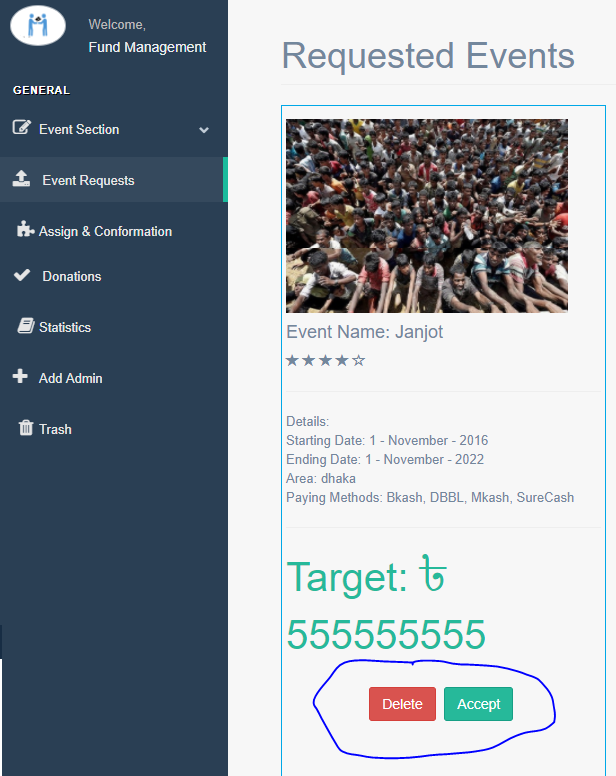 Welcome,
Fund Management
GENERAL
Event Section
Event Requests
Assign & Conformation
Donations
Statistics
Add Admin
Trash
Requested Events
Event Name: Janjot
★★★★☆
Details:
Starting Date: 1 - November - 2016
Ending Date: 1 - November - 2022
Area: dhaka
Paying Methods: Bkash, DBBL, Mkash, SureCash
Target: ৳
555555555
Delete Accept